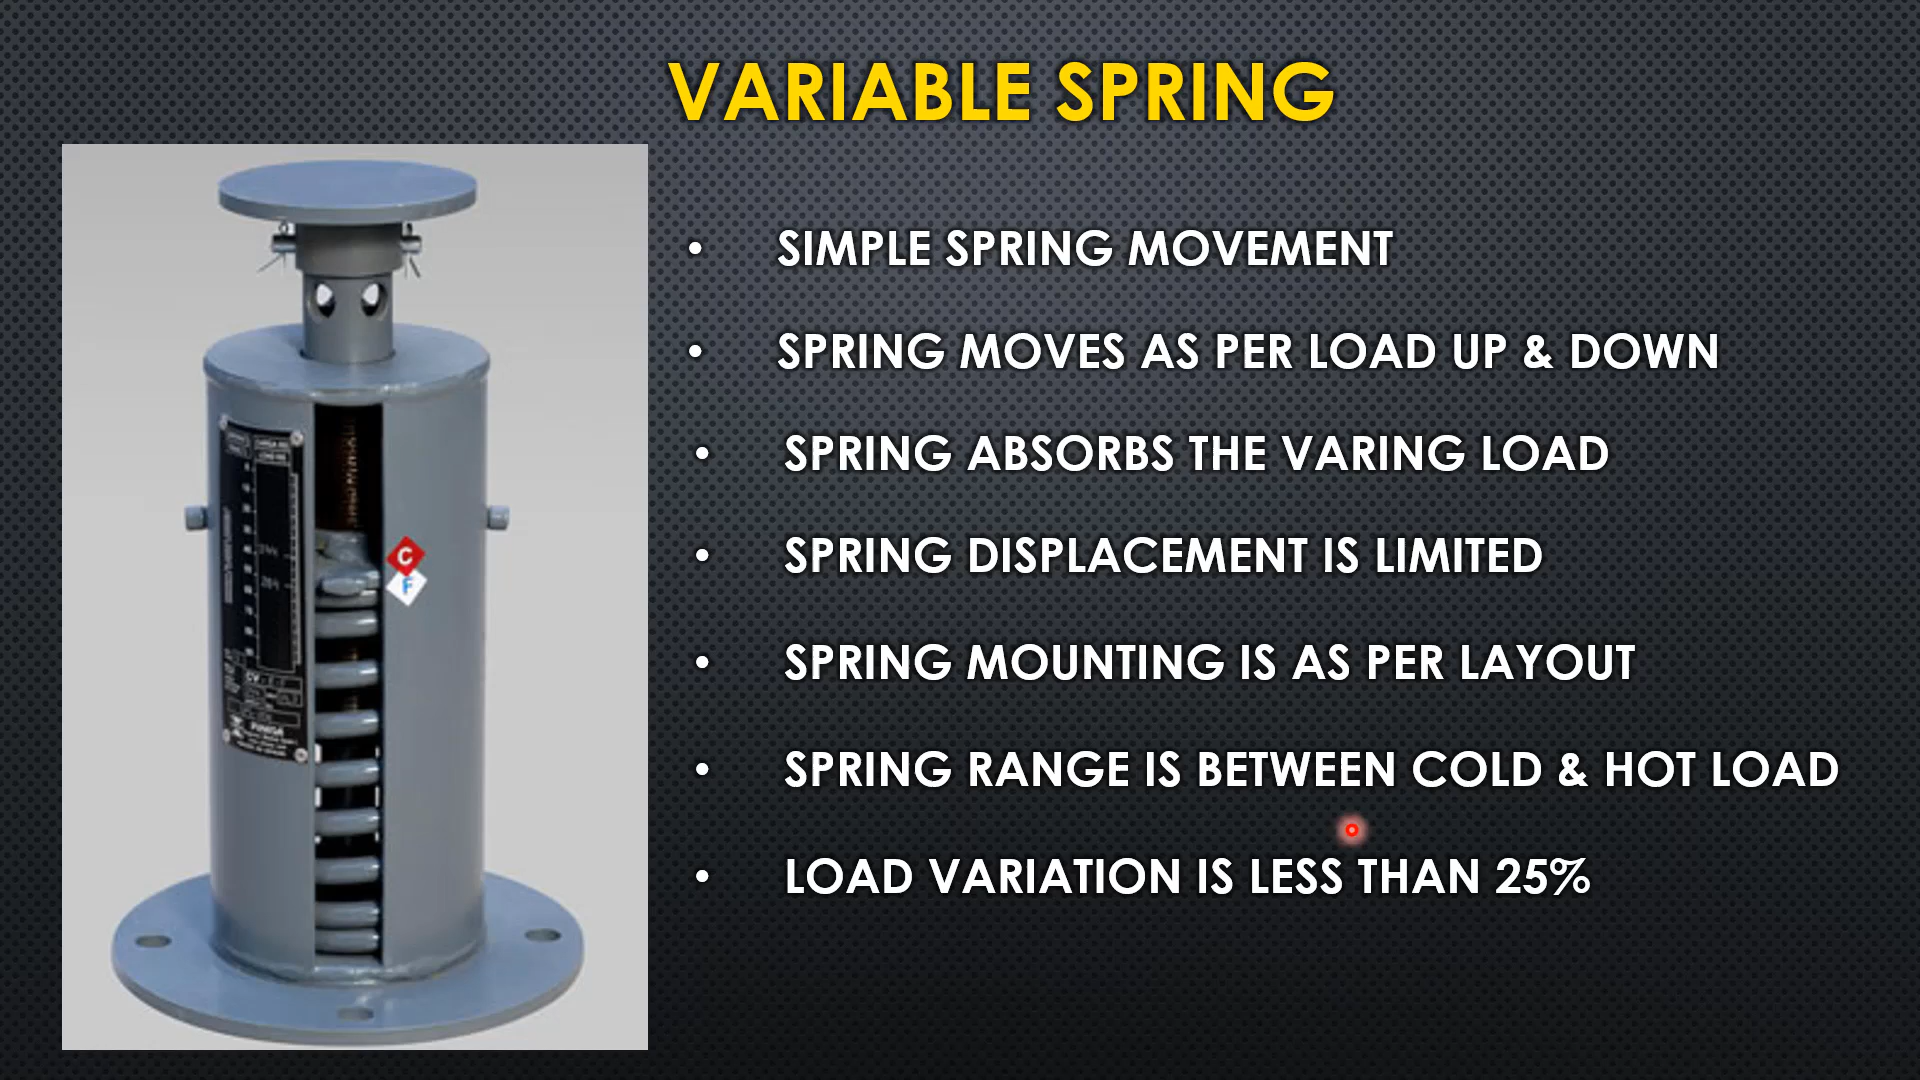 VARIABLE SPRING
• SIMPLE SPRING MOVEMENT
• SPRING MOVES AS PER LOAD UP & DOWN
• SPRING ABSORBS THE VARING LOAD
• SPRING DISPLACEMENT IS LIMITED
• SPRING MOUNTING IS AS PER LAYOUT
• SPRING RANGE IS BETWEEN COLD & HOT LOAD
• LOAD VARIATION IS LESS THAN 25%
C
F